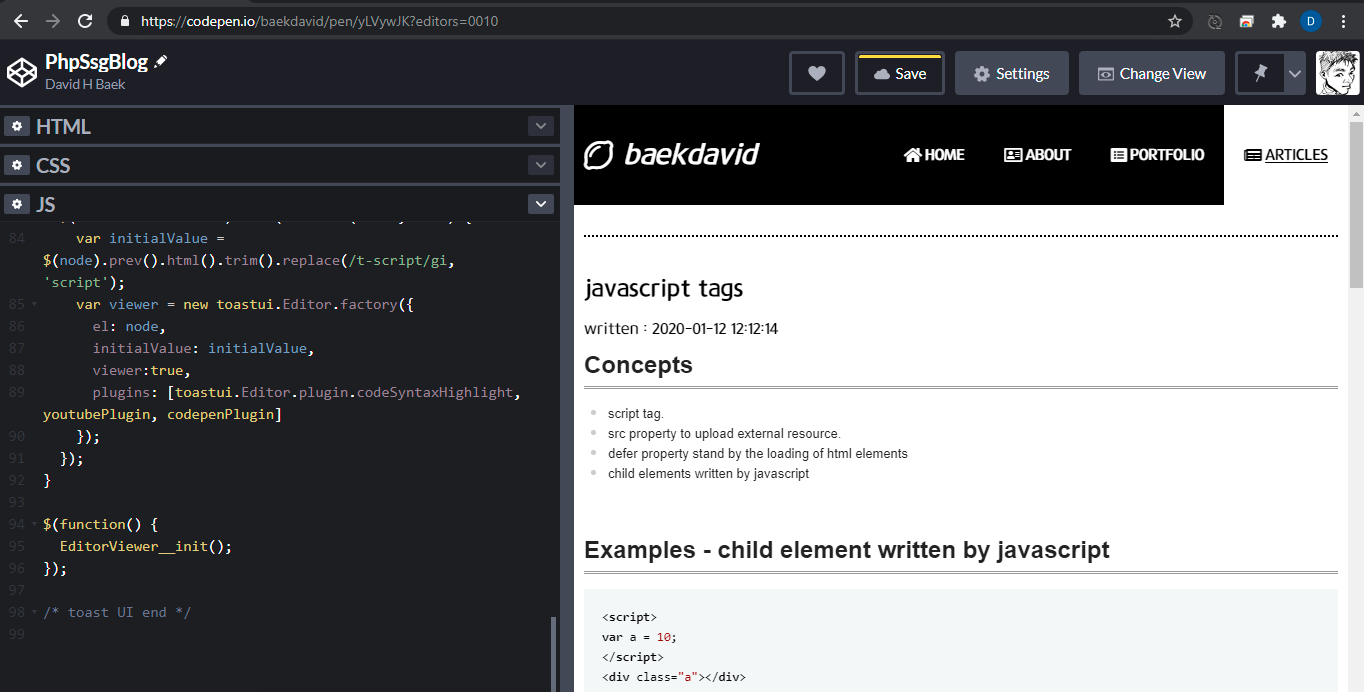 https://codepen.io/baekdavid/pen/yLVywJK?editors=0010
D
PhpSsgBlog
David H Baek
Save
Settings
Change View
HTML
CSS
JS
84 var initialValue =
$(node).prev().html().trim().replace(/t-script/gi,
'script');
85 var viewer = new toastui.Editor.factory({
86 el: node,
87 initialValue: initialValue,
88 viewer:true,
89 plugins: [toastui.Editor.plugin.codeSyntaxHighlight,
youtubePlugin, codepenPlugin]
90 });
91 });
92 }
93
94 $(function() {
95 EditorViewer__init();
96 });
97
98 /* toast UI end */
99
baekdavid
HOME
ABOUT
PORTFOLIO
ARTICLES
javascript tags
written : 2020-01-12 12:12:14
Concepts
script tag.
src property to upload external resource.
defer property stand by the loading of html elements
child elements written by javascript
Examples - child element written by javascript
<script>
var a = 10;
</script>
<div class="a"></div>